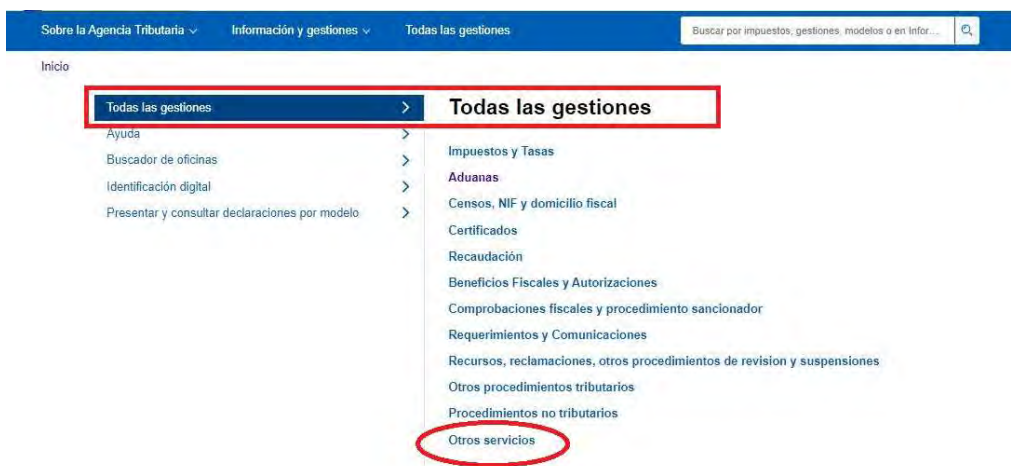 Sobre la Agencia Tributaria
Información y gestiones
Todas las gestiones
Buscar por impuestos, gestiones, modelos o en Infor....
Inicio
Todas las gestiones
Ayuda
Buscador de oficinas
Identificación digital
Presentar y consultar declaraciones por modelo
Todas las gestiones
Impuestos y Tasas
Aduanas
Censos, NIF y domicilio fiscal
Certificados
Recaudación
Beneficios Fiscales y Autorizaciones
Comprobaciones fiscales y procedimiento sancionador
Requerimientos y Comunicaciones
Recursos, reclamaciones, otros procedimientos de revision y suspensiones
Otros procedimientos tributarios
Procedimientos no tributarios
Otros servicios